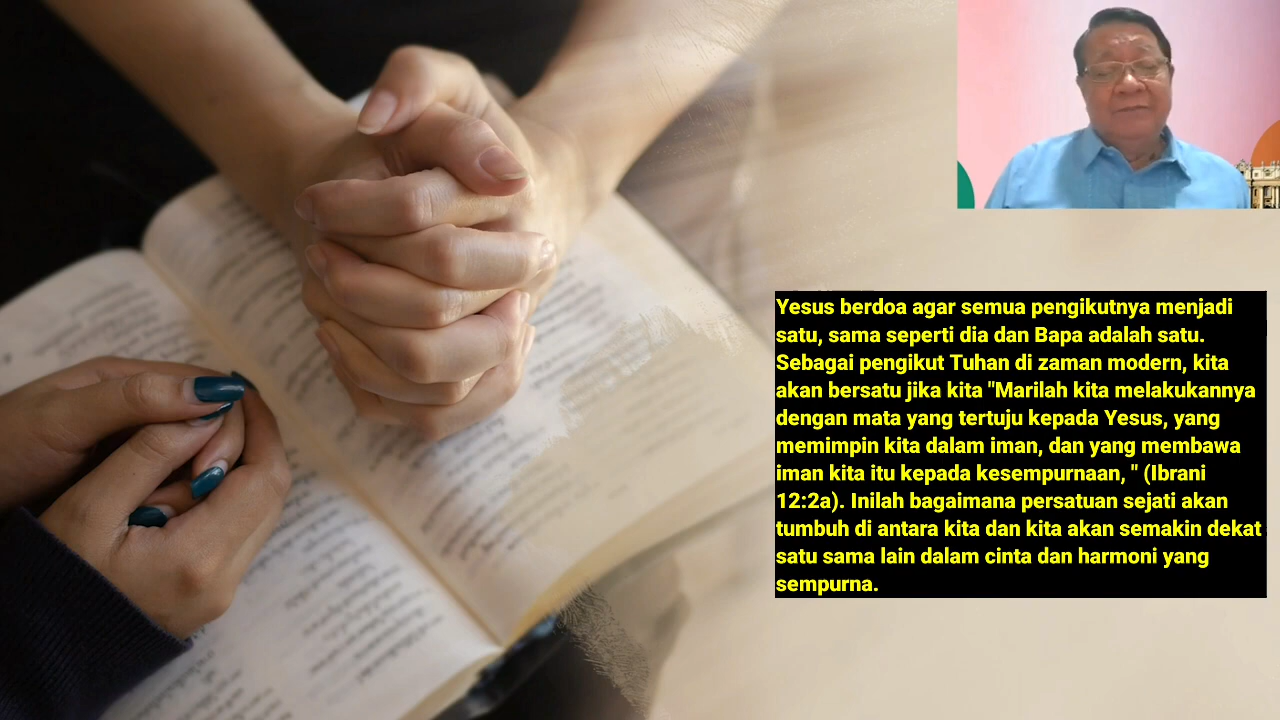 Yesus berdoa agar semua pengikutnya menjadi
satu, sama seperti dia dan Bapa adalah satu.
Sebagai pengikut Tuhan di zaman modern, kita
akan bersatu jika kita "Marilah kita melakukannya
dengan mata yang tertuju kepada Yesus, yang
memimpin kita dalam iman, dan yang membawa
iman kita itu kepada kesempurnaan, " (Ibrani
12:2a). Inilah bagaimana persatuan sejati akan
tumbuh di antara kita dan kita akan semakin dekat
satu sama lain dalam cinta dan harmoni yang
sempurna.